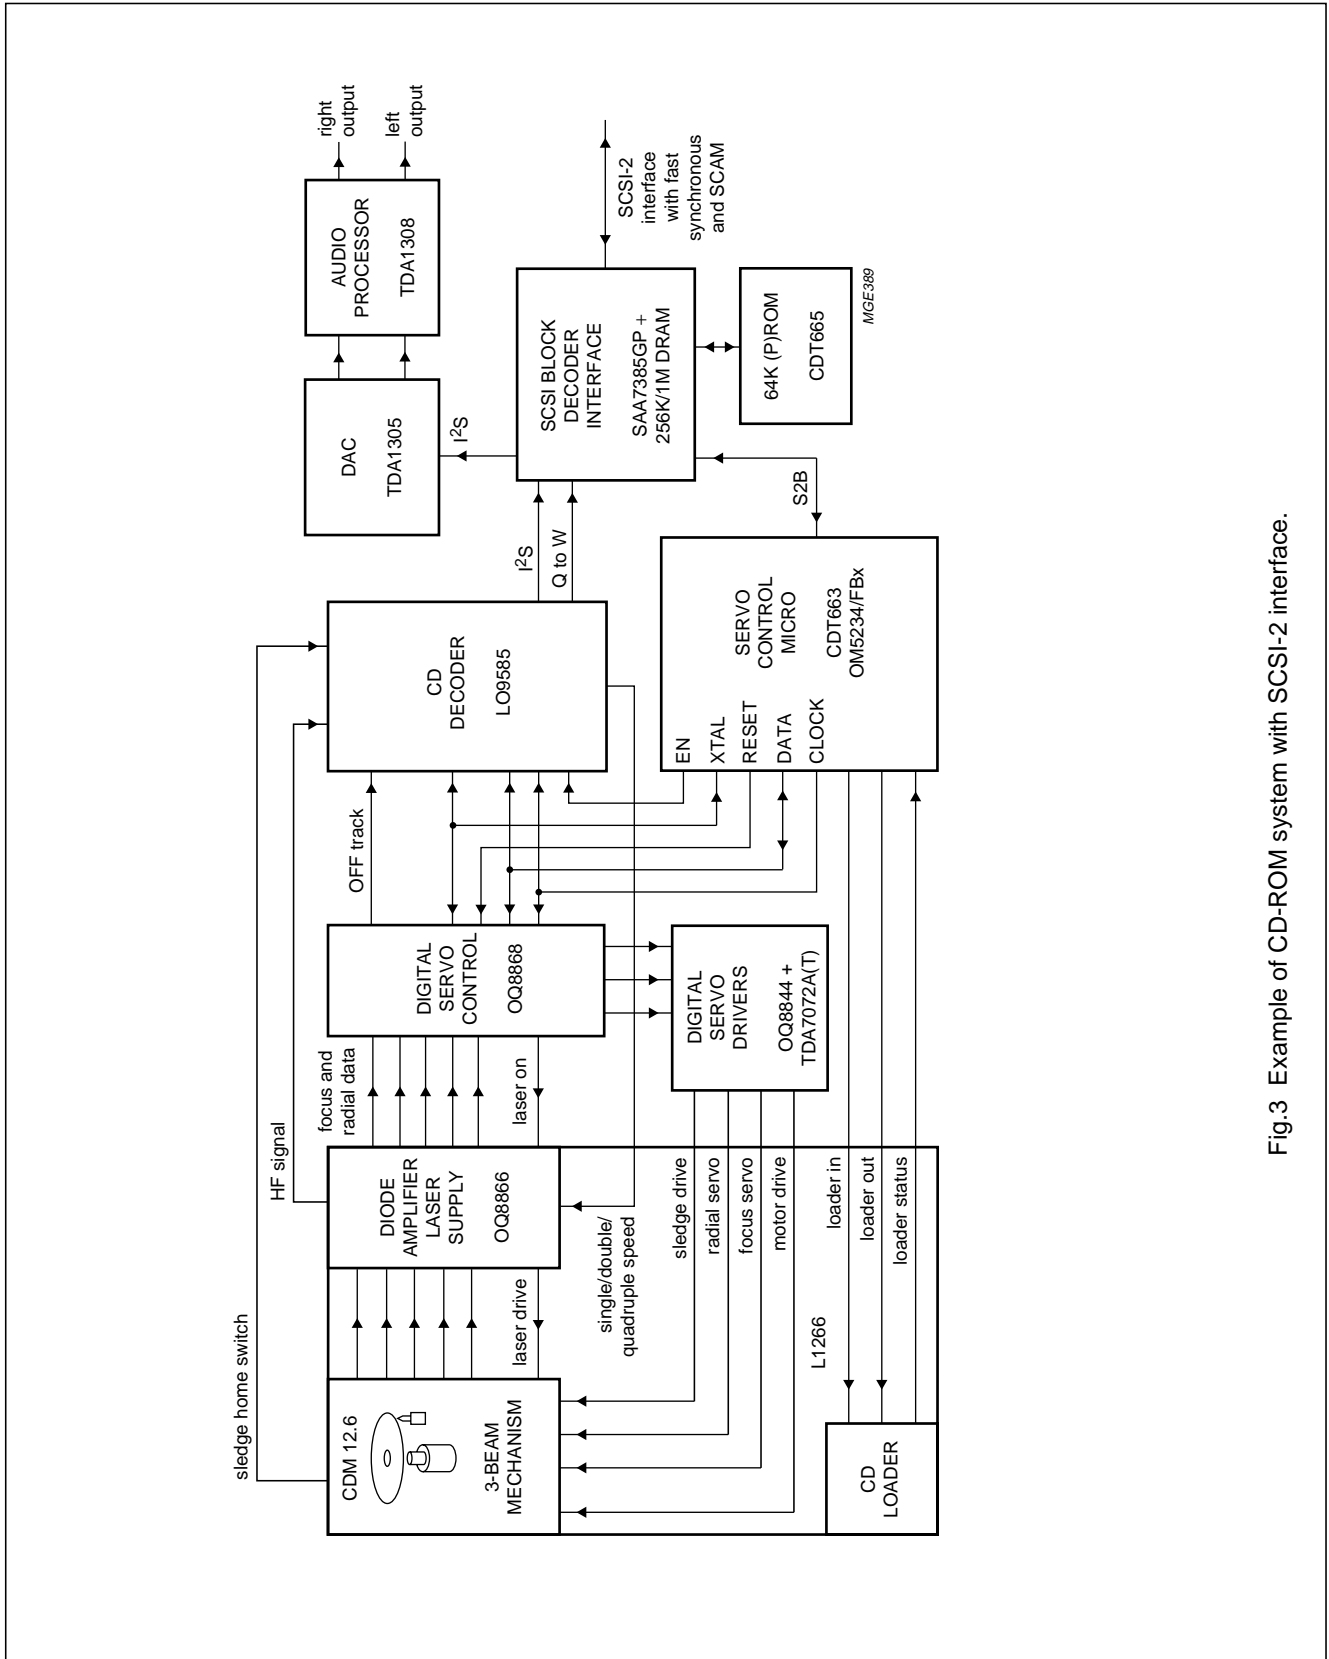 sledge home switch
HF signal
CDM 12.6
3-BEAM
MECHANISM
laser drive
DIODE
AMPLIFIER
LASER
SUPPLY
OQ8866
single/double/
quadruple speed
focus and
radial data
laser on
DIGITAL
SERVO
CONTROL
OQ8868
OFF track
CD
DECODER
LO9585
I²S
Q to W
DAC
TDA1305
I²S
AUDIO
PROCESSOR
TDA1308
right
output
left
output
SCSI BLOCK
DECODER
INTERFACE
SAA7385GP +
256K/1M DRAM
SCSI-2
interface
with fast
synchronous
and SCAM
64K (P)ROM
CDT665
MGE389
S2B
SERVO
CONTROL
MICRO
CDT663
OM5234/FBx
EN
XTAL
RESET
DATA
CLOCK
DIGITAL
SERVO
DRIVERS
OQ8844 +
TDA7072A(T)
sledge drive
radial servo
focus servo
motor drive
L1266
loader in
loader out
loader status
CD
LOADER
Fig.3 Example of CD-ROM system with SCSI-2 interface.